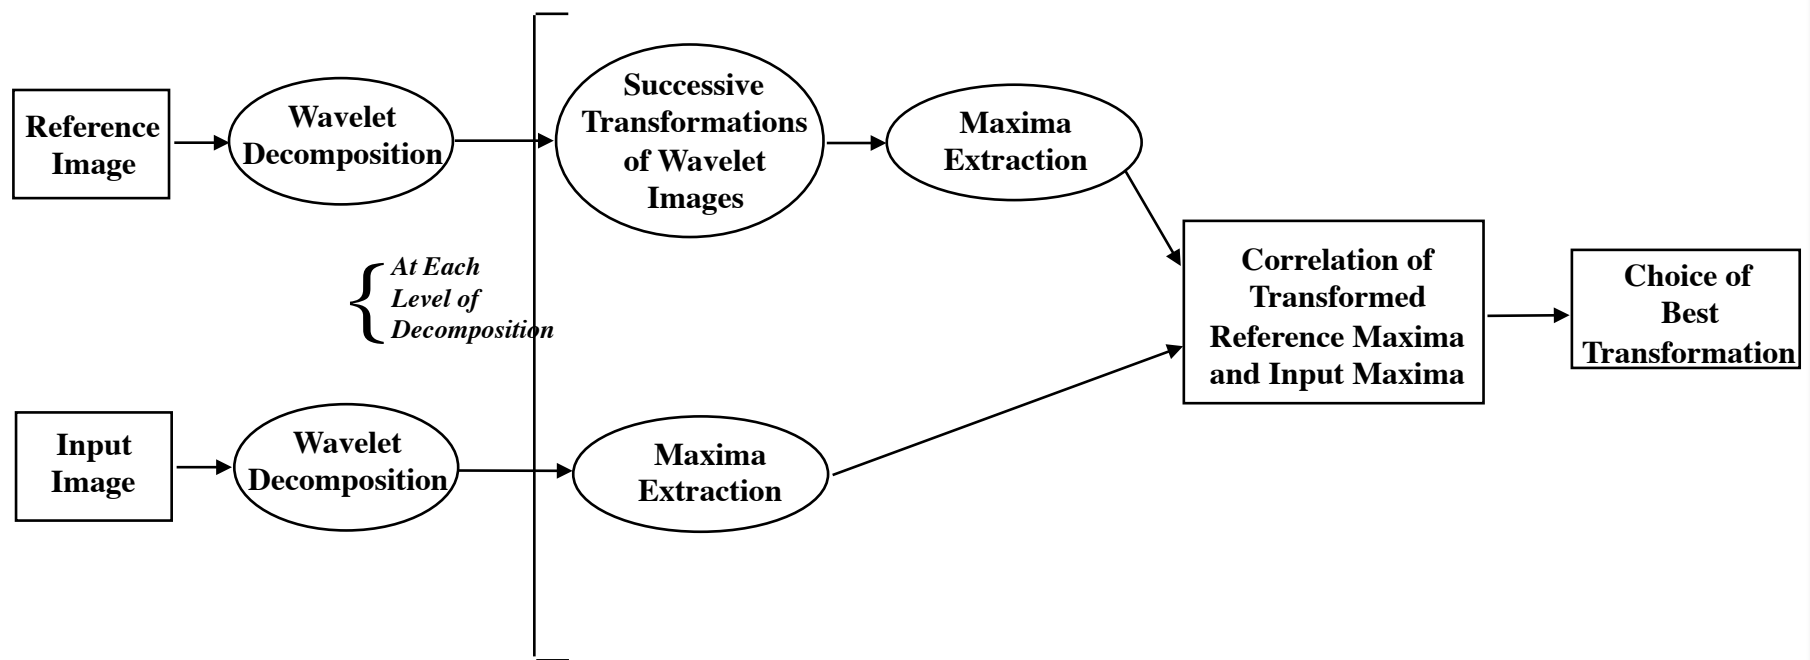 Reference
Image
Wavelet
Decomposition
Successive
Transformations
of Wavelet
Images
Maxima
Extraction
At Each
Level of
Decomposition
Input
Image
Wavelet
Decomposition
Maxima
Extraction
Correlation of
Transformed
Reference Maxima
and Input Maxima
Choice of
Best
Transformation